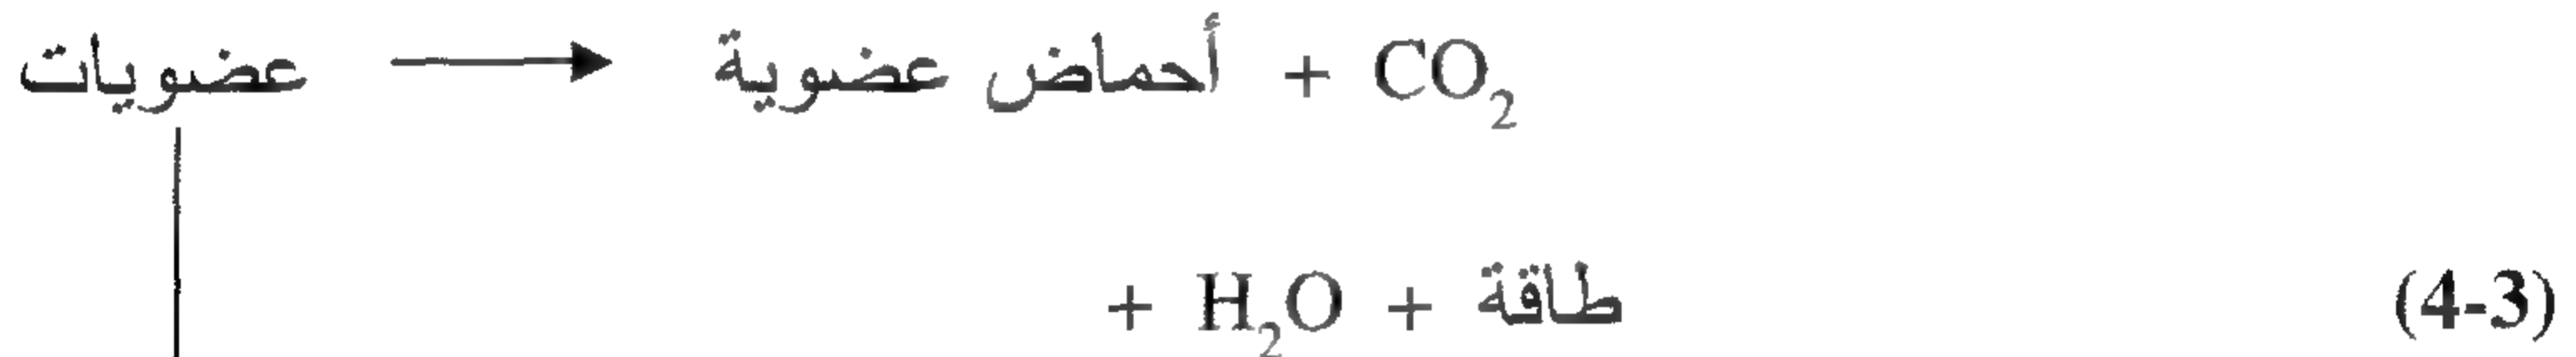 عضويات → أحماض عضوية + CO₂
+ H₂O + طاقة (4-3)